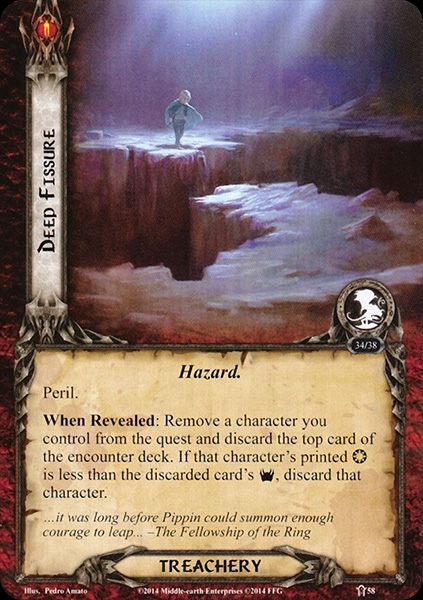 DEEP FISSURE
34/38
Hazard.
Peril.
When Revealed: Remove a character you
control from the quest and discard the top card of
the encounter deck. If that character's printed
is less than the discarded card's , discard that
character.
...it was long before Pippin could summon enough
courage to leap... –The Fellowship of the
Ring
TREACHERY
Illus. Pedro Amato
©2014 Middle-earth Enterprises ©2014 FFG
58